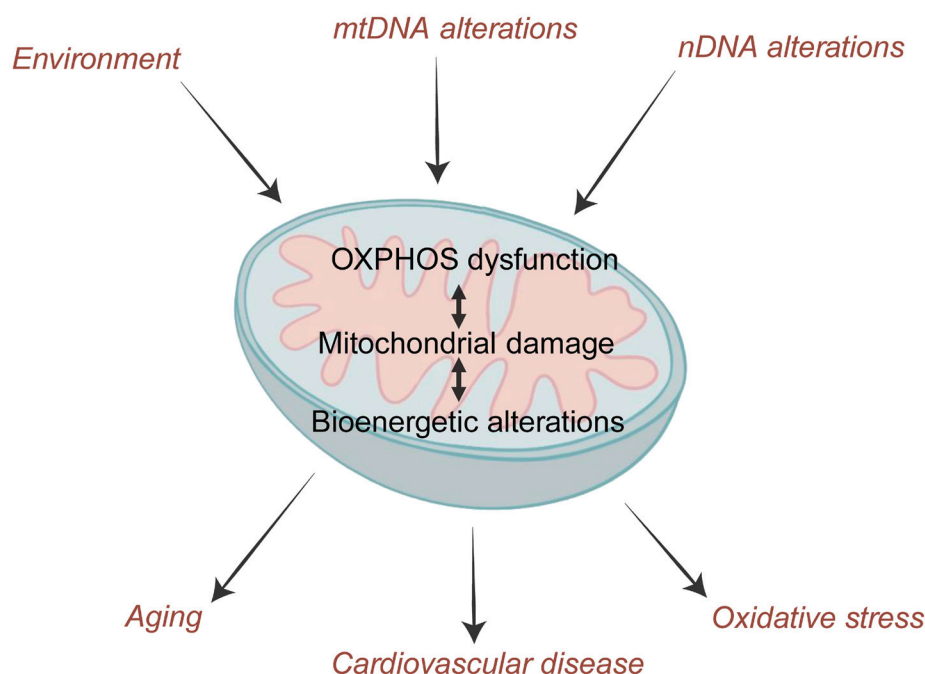 mtDNA alterations
Environment
nDNA alterations
OXPHOS dysfunction
Mitochondrial damage
Bioenergetic alterations
Aging
Oxidative stress
Cardiovascular disease